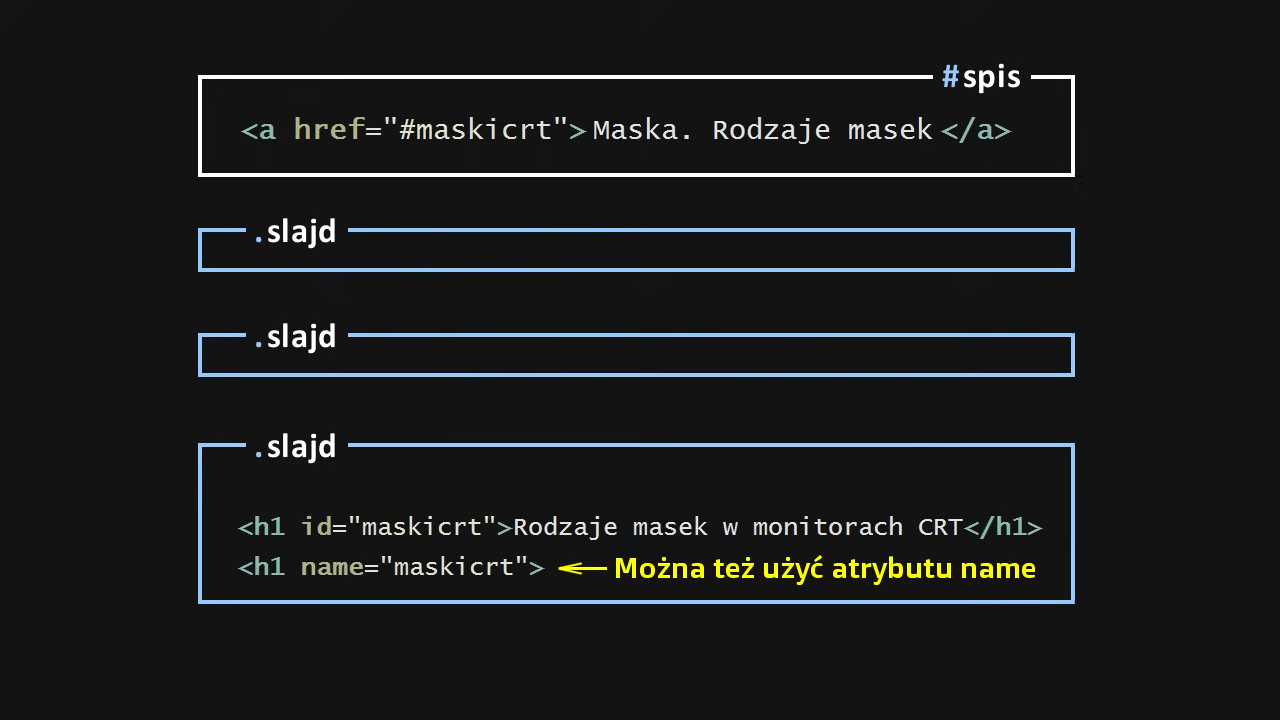 #spis
<a href="#maskicrt">Maska. Rodzaje masek</a>
.slajd
.slajd
.slajd
<h1 id="maskicrt">Rodzaje masek w monitorach CRT</h1>
<h1 name="maskicrt"> Można też użyć atrybutu name